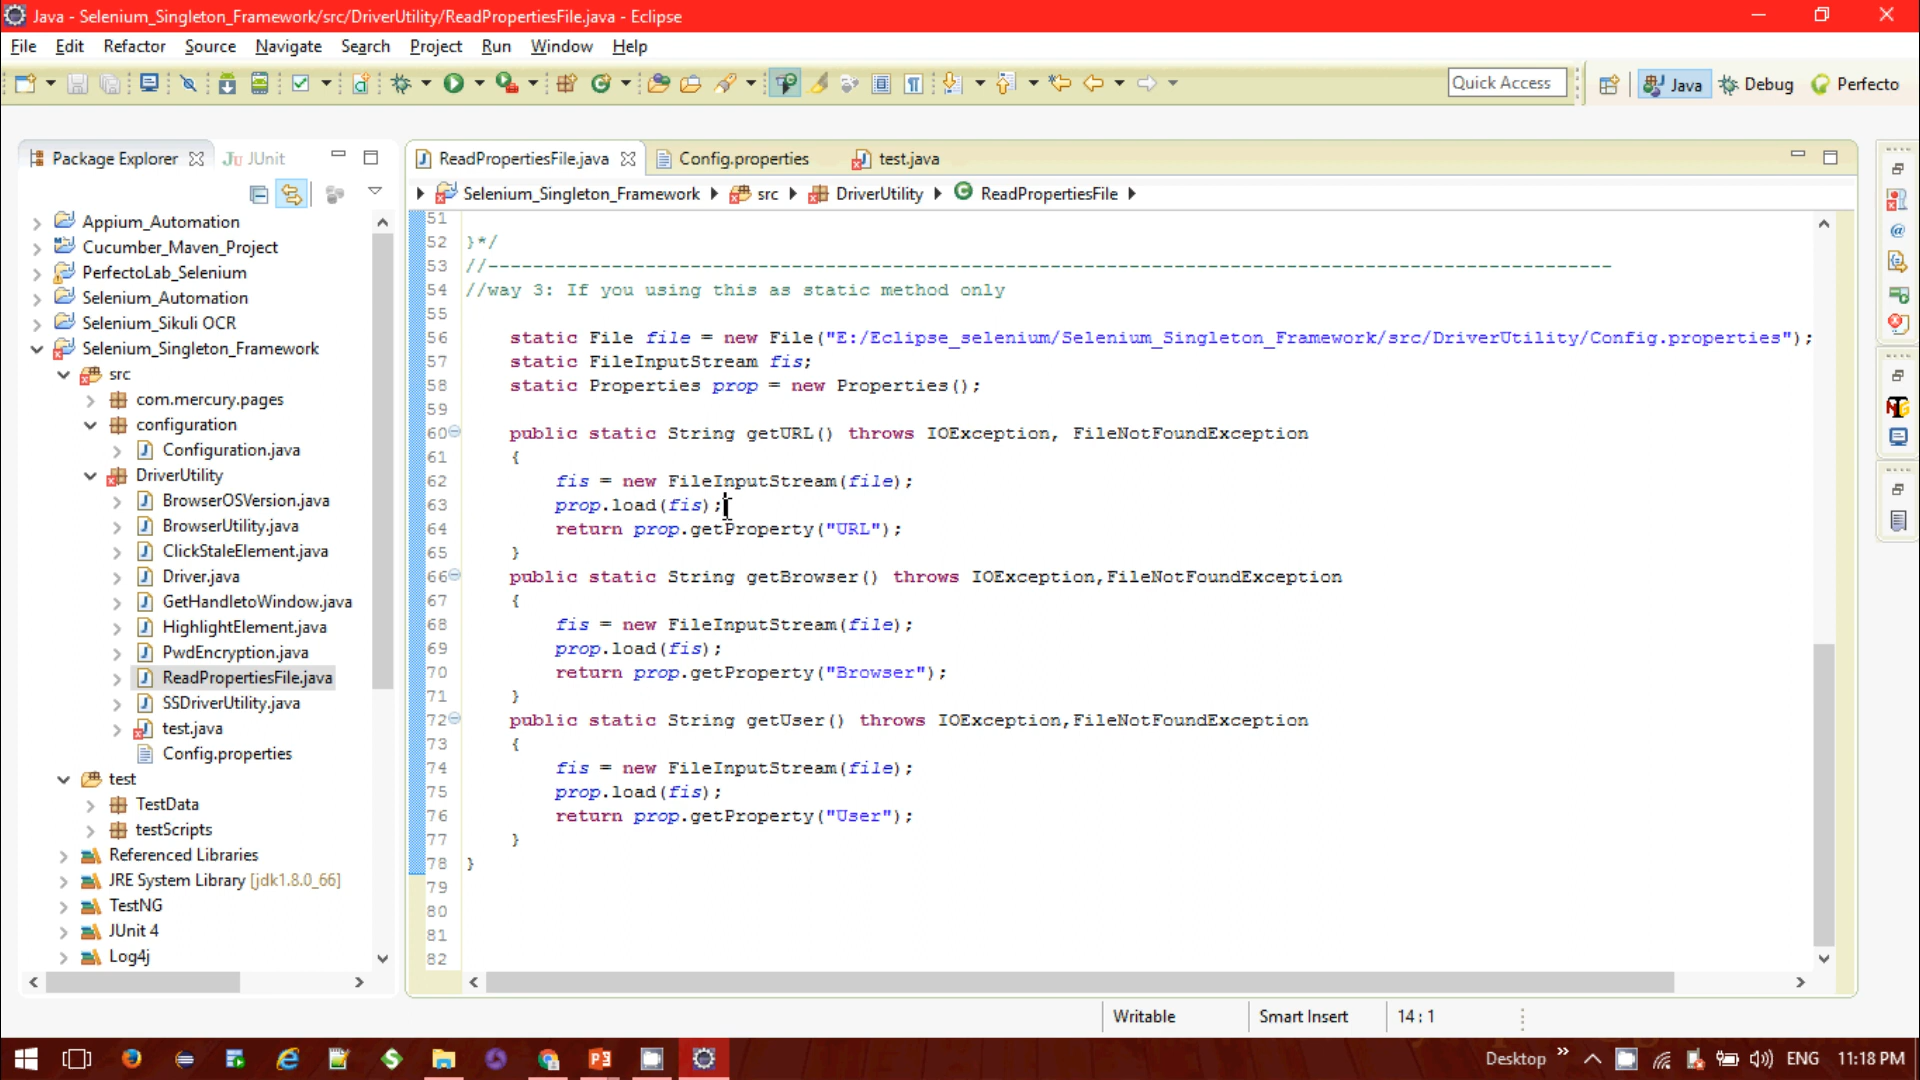 Java - Selenium_Singleton_Framework/src/DriverUtility/ReadPropertiesFile.java - Eclipse
File Edit Refactor Source Navigate Search Project Run Window Help
Quick Access Java Debug Perfecto
Package Explorer JUnit
ReadPropertiesFile.java Config.properties test.java
Selenium_Singleton_Framework src DriverUtility ReadPropertiesFile
Appium_Automation
Cucumber_Maven_Project
PerfectoLab_Selenium
Selenium_Automation
Selenium_Sikuli OCR
Selenium_Singleton_Framework
src
com.mercury.pages
configuration
Configuration.java
DriverUtility
BrowserOSVersion.java
BrowserUtility.java
ClickStaleElement.java
Driver.java
GetHandletoWindow.java
HighlightElement.java
PwdEncryption.java
ReadPropertiesFile.java
SSDriverUtility.java
test.java
Config.properties
test
TestData
testScripts
Referenced Libraries
JRE System Library [jdk1.8.0_66]
TestNG
JUnit 4
Log4j
51
52 }*/
53 //----------------------------------------------------------------------------------------------------
54 //way 3: If you using this as static method only
55
56 static File file = new File("E:/Eclipse_selenium/Selenium_Singleton_Framework/src/DriverUtility/Config.properties");
57 static FileInputStream fis;
58 static Properties prop = new Properties();
59
60 public static String getURL() throws IOException, FileNotFoundException
61 {
62 fis = new FileInputStream(file);
63 prop.load(fis);
64 return prop.getProperty("URL");
65 }
66 public static String getBrowser() throws IOException,FileNotFoundException
67 {
68 fis = new FileInputStream(file);
69 prop.load(fis);
70 return prop.getProperty("Browser");
71 }
72 public static String getUser() throws IOException,FileNotFoundException
73 {
74 fis = new FileInputStream(file);
75 prop.load(fis);
76 return prop.getProperty("User");
77 }
78 }
79
80
81
82
Writable Smart Insert 14 : 1
Desktop ENG 11:18 PM